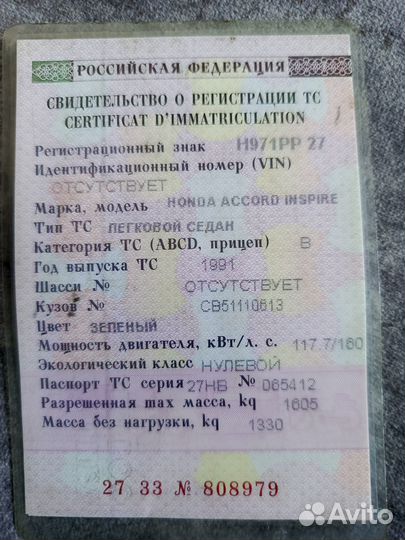 РОССИЙСКАЯ ФЕДЕРАЦИЯ
СВИДЕТЕЛЬСТВО О РЕГИСТРАЦИИ ТС
CERTIFICAT D'IMMATRICULATION
Регистрационный знак Н971РР 27
Идентификационный номер (VIN)
ОТСУТСТВУЕТ
Марка, модель HONDA ACCORD INSPIRE
Тип ТС ЛЕГКОВОЙ СЕДАН
Категория ТС (ABCD, прицеп) B
Год выпуска ТС 1991
Шасси № ОТСУТСТВУЕТ
Кузов № CB51110613
Цвет ЗЕЛЕНЫЙ
Мощность двигателя, кВт/л. с. 117.7/160
Экологический класс НУЛЕВОЙ
Паспорт ТС серия 27НВ № 065412
Разрешенная max масса, kg 1605
Масса без нагрузки, kg 1330
27 33 № 808979
Avito